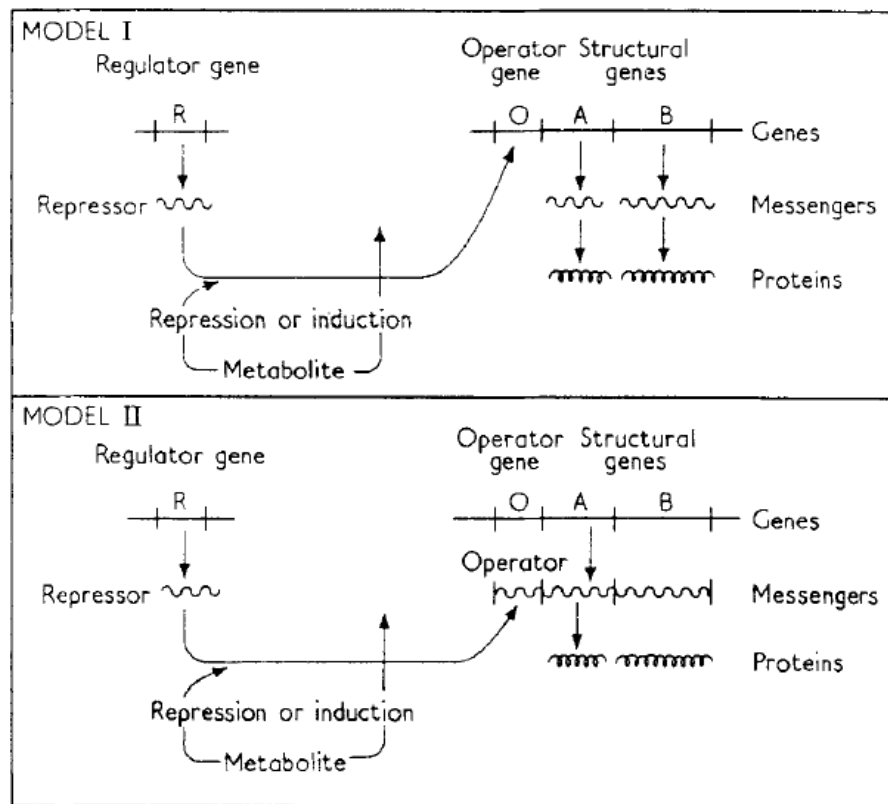 MODEL I
Regulator gene
Operator Structural
gene genes
R
O A B
Genes
Repressor
Messengers
Proteins
Repression or induction
Metabolite
MODEL II
Regulator gene
Operator Structural
gene genes
R
O A B
Genes
Operator
Repressor
Messengers
Proteins
Repression or induction
Metabolite